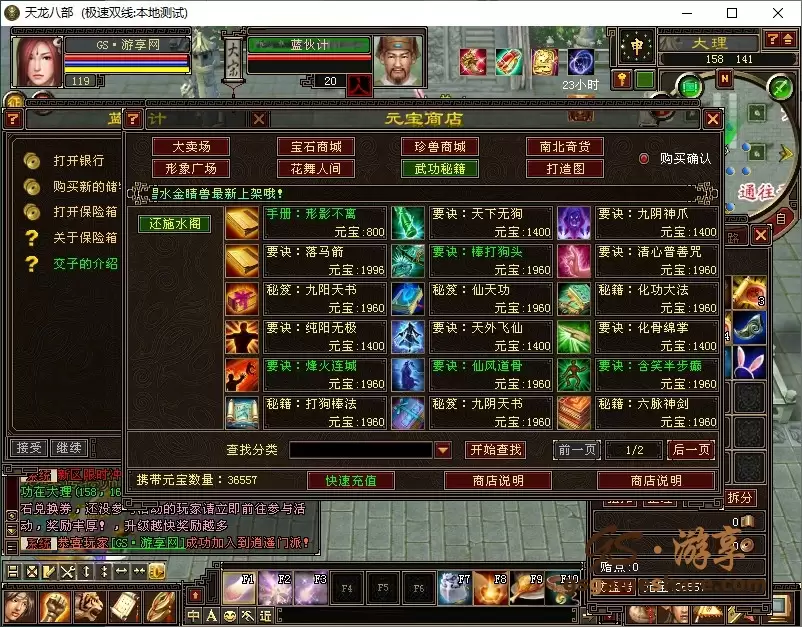 天龙八部 (极速双线:本地测试)
GS·游享网
119
大宗
蓝伙计
20
23小时
申
大理
158 141
N
通往
元宝商店
打开银行
打开保险箱
关于保险箱
交子的介绍
接受
继续
大卖场
宝石商城
珍兽商城
南北奇货
形象广场
花舞人间
武功秘籍
打造图
购买确认
水金睛兽最新上架哦!
还施水阁
手册:形影不离
元宝:800
要诀:天下无狗
元宝:1400
要诀:九阴神爪
元宝:1400
要诀:落马箭
元宝:1996
要诀:棒打狗头
元宝:1960
要诀:清心普善咒
元宝:1960
秘笈:九阳天书
元宝:1960
秘笈:仙天功
元宝:1960
秘籍:化功大法
元宝:1960
要诀:纯阳无极
元宝:1400
要诀:天外飞仙
元宝:1400
要诀:化骨绵掌
元宝:1400
要诀:烽火连城
元宝:1960
要诀:仙风道骨
元宝:1960
要诀:含笑半步癫
元宝:1960
秘籍:打狗棒法
元宝:1960
秘籍:九阴天书
元宝:1960
秘籍:六脉神剑
元宝:1960
查找分类
开始查找
前一页
1/2
后一页
携带元宝数量:36557
快速充值
商店说明
商店说明
拆分
功在大理(158,16
石兑换券,还没参与活动的玩家请立即前往参与活
动,奖励丰厚!,升级越快奖励越多
系统 恭喜玩家[GS·游享网]成功加入到逍遥门派!
赌点:0
GS·游享
F1
F2
F3
F4
F5
F6
F7
F8
F9
F10
中
A
近